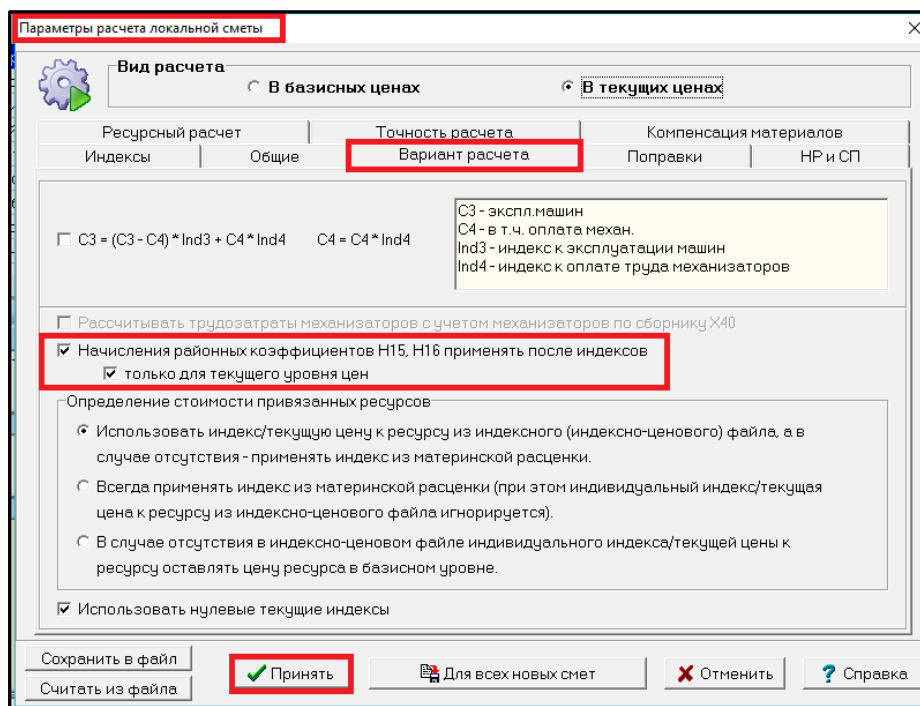 Параметры расчета локальной сметы
Вид расчета
В базисных ценах
В текущих ценах
Ресурсный расчет
Точность расчета
Компенсация материалов
Индексы
Общие
Вариант расчета
Поправки
НР и СП
С3 = (С3 - С4) * Ind3 + С4 * Ind4 С4 = С4 * Ind4
С3 - экспл.машин
С4 - в т.ч. оплата механ.
Ind3 - индекс к эксплуатации машин
Ind4 - индекс к оплате труда механизаторов
Рассчитывать трудозатраты механизаторов с учетом механизаторов по сборнику Х40
Начисления районных коэффициентов Н15, Н16 применять после индексов
только для текущего уровня цен
Определение стоимости привязанных ресурсов
Использовать индекс/текущую цену к ресурсу из индексного (индексно-ценового) файла, а в
случае отсутствия - применять индекс из материнской расценки.
Всегда применять индекс из материнской расценки (при этом индивидуальный индекс/текущая
цена к ресурсу из индексно-ценового файла игнорируется).
В случае отсутствия в индексно-ценовом файле индивидуального индекса/текущей цены к
ресурсу оставлять цену ресурса в базисном уровне.
Использовать нулевые текущие индексы
Сохранить в файл
Считать из файла
Принять
Для всех новых смет
Отменить
? Справка